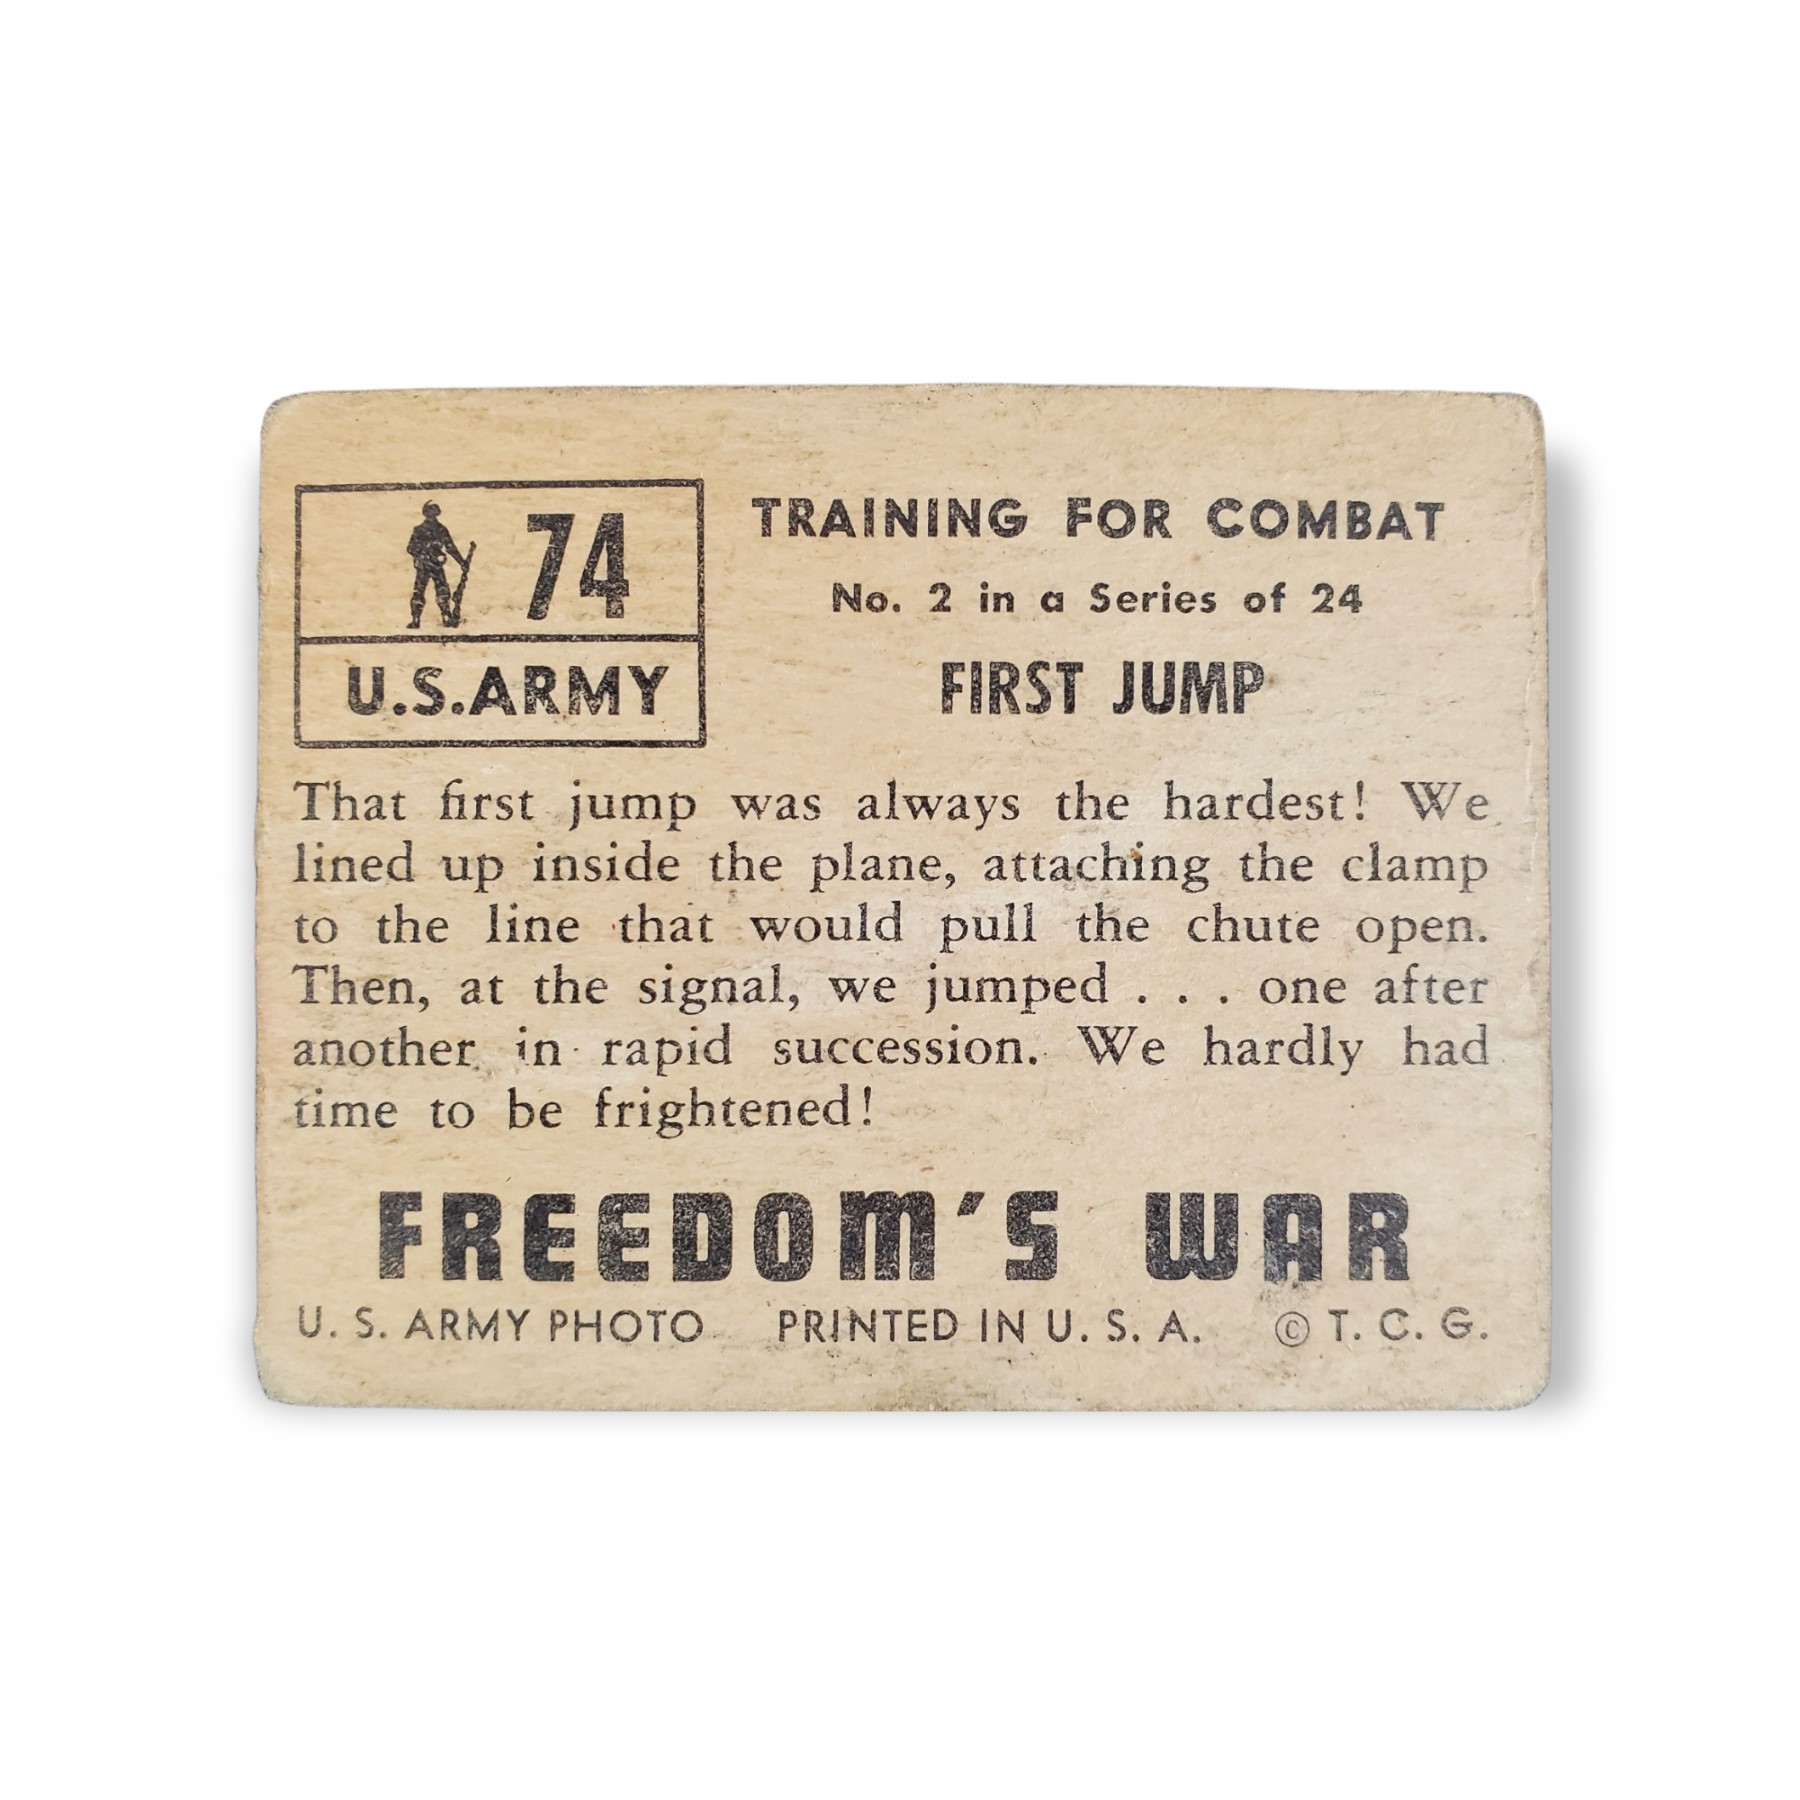 74
U.S.ARMY
TRAINING FOR COMBAT
No. 2 in a Series of 24
FIRST JUMP
That first jump was always the hardest! We
lined up inside the plane, attaching the clamp
to the line that would pull the chute open.
Then, at the signal, we jumped . . . one after
another in rapid succession. We hardly had
time to be frightened!
FREEDOM'S WAR
U. S. ARMY PHOTO PRINTED IN U. S. A. © T. C. G.